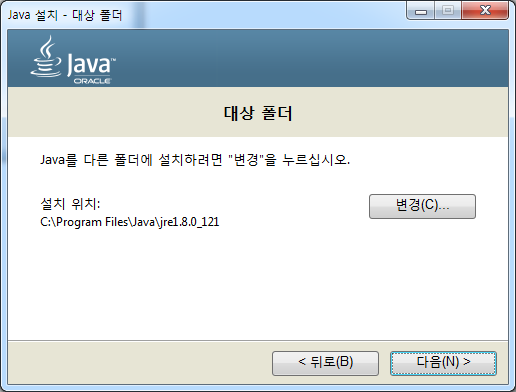 Java 설치 - 대상 폴더
Java™
ORACLE
대상 폴더
Java를 다른 폴더에 설치하려면 "변경"을 누르십시오.
설치 위치:
변경(C)...
C:\Program Files\Java\jre1.8.0_121
< 뒤로(B)
다음(N) >